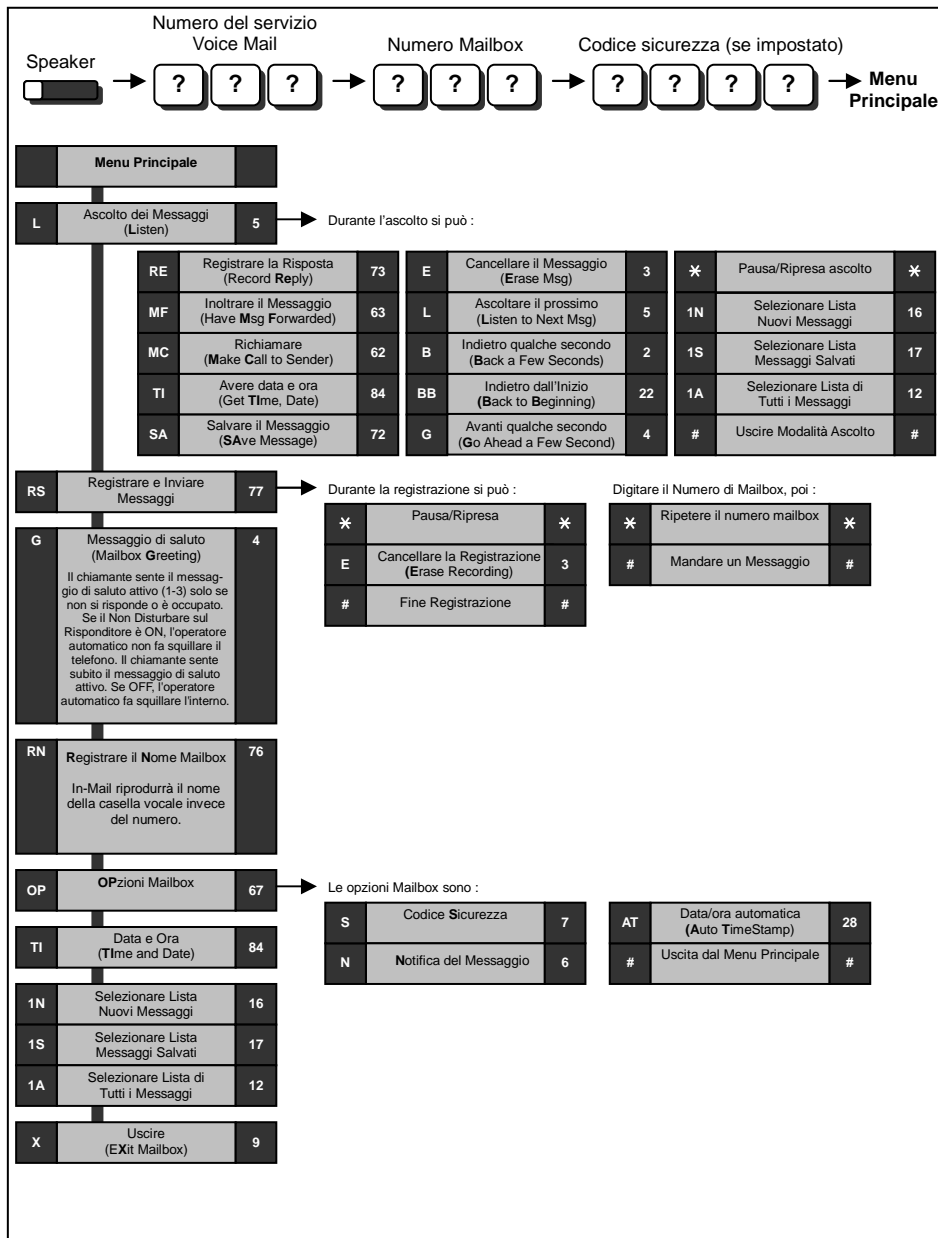 Numero del servizio
Voice Mail
Numero Mailbox
Codice sicurezza (se impostato)
Speaker
? ? ?
? ? ?
? ? ? ?
Menu
Principale
Menu Principale
L
Ascolto dei Messaggi
(Listen)
5
Durante l'ascolto si può :
RE
Registrare la Risposta
(Record Reply)
73
MF
Inoltrare il Messaggio
(Have Msg Forwarded)
63
MC
Richiamare
(Make Call to Sender)
62
TI
Avere data e ora
(Get TIme, Date)
84
SA
Salvare il Messaggio
(SAve Message)
72
E
Cancellare il Messaggio
(Erase Msg)
3
L
Ascoltare il prossimo
(Listen to Next Msg)
5
B
Indietro qualche secondo
(Back a Few Seconds)
2
BB
Indietro dall'Inizio
(Back to Beginning)
22
G
Avanti qualche secondo
(Go Ahead a Few Second)
4
*
Pausa/Ripresa ascolto
*
1N
Selezionare Lista
Nuovi Messaggi
16
1S
Selezionare Lista
Messaggi Salvati
17
1A
Selezionare Lista di
Tutti i Messaggi
12
#
Uscire Modalità Ascolto
#
RS
Registrare e Inviare
Messaggi
77
Durante la registrazione si può :
*
Pausa/Ripresa
*
E
Cancellare la Registrazione
(Erase Recording)
3
#
Fine Registrazione
#
Digitare il Numero di Mailbox, poi :
*
Ripetere il numero mailbox
*
#
Mandare un Messaggio
#
G
Messaggio di saluto
(Mailbox Greeting)
4
Il chiamante sente il messag-
gio di saluto attivo (1-3) solo se
non si risponde o è occupato.
Se il Non Disturbare sul
Risponditore è ON, l'operatore
automatico non fa squillare il
telefono. Il chiamante sente
subito il messaggio di saluto
attivo. Se OFF, l'operatore
automatico fa squillare l'interno.
RN
Registrare il Nome Mailbox
76
In-Mail riprodurrà il nome
della casella vocale invece
del numero.
OP
OPzioni Mailbox
67
Le opzioni Mailbox sono :
S
Codice Sicurezza
7
N
Notifica del Messaggio
6
AT
Data/ora automatica
(Auto TimeStamp)
28
#
Uscita dal Menu Principale
#
TI
Data e Ora
(TIme and Date)
84
1N
Selezionare Lista
Nuovi Messaggi
16
1S
Selezionare Lista
Messaggi Salvati
17
1A
Selezionare Lista di
Tutti i Messaggi
12
X
Uscire
(EXit Mailbox)
9